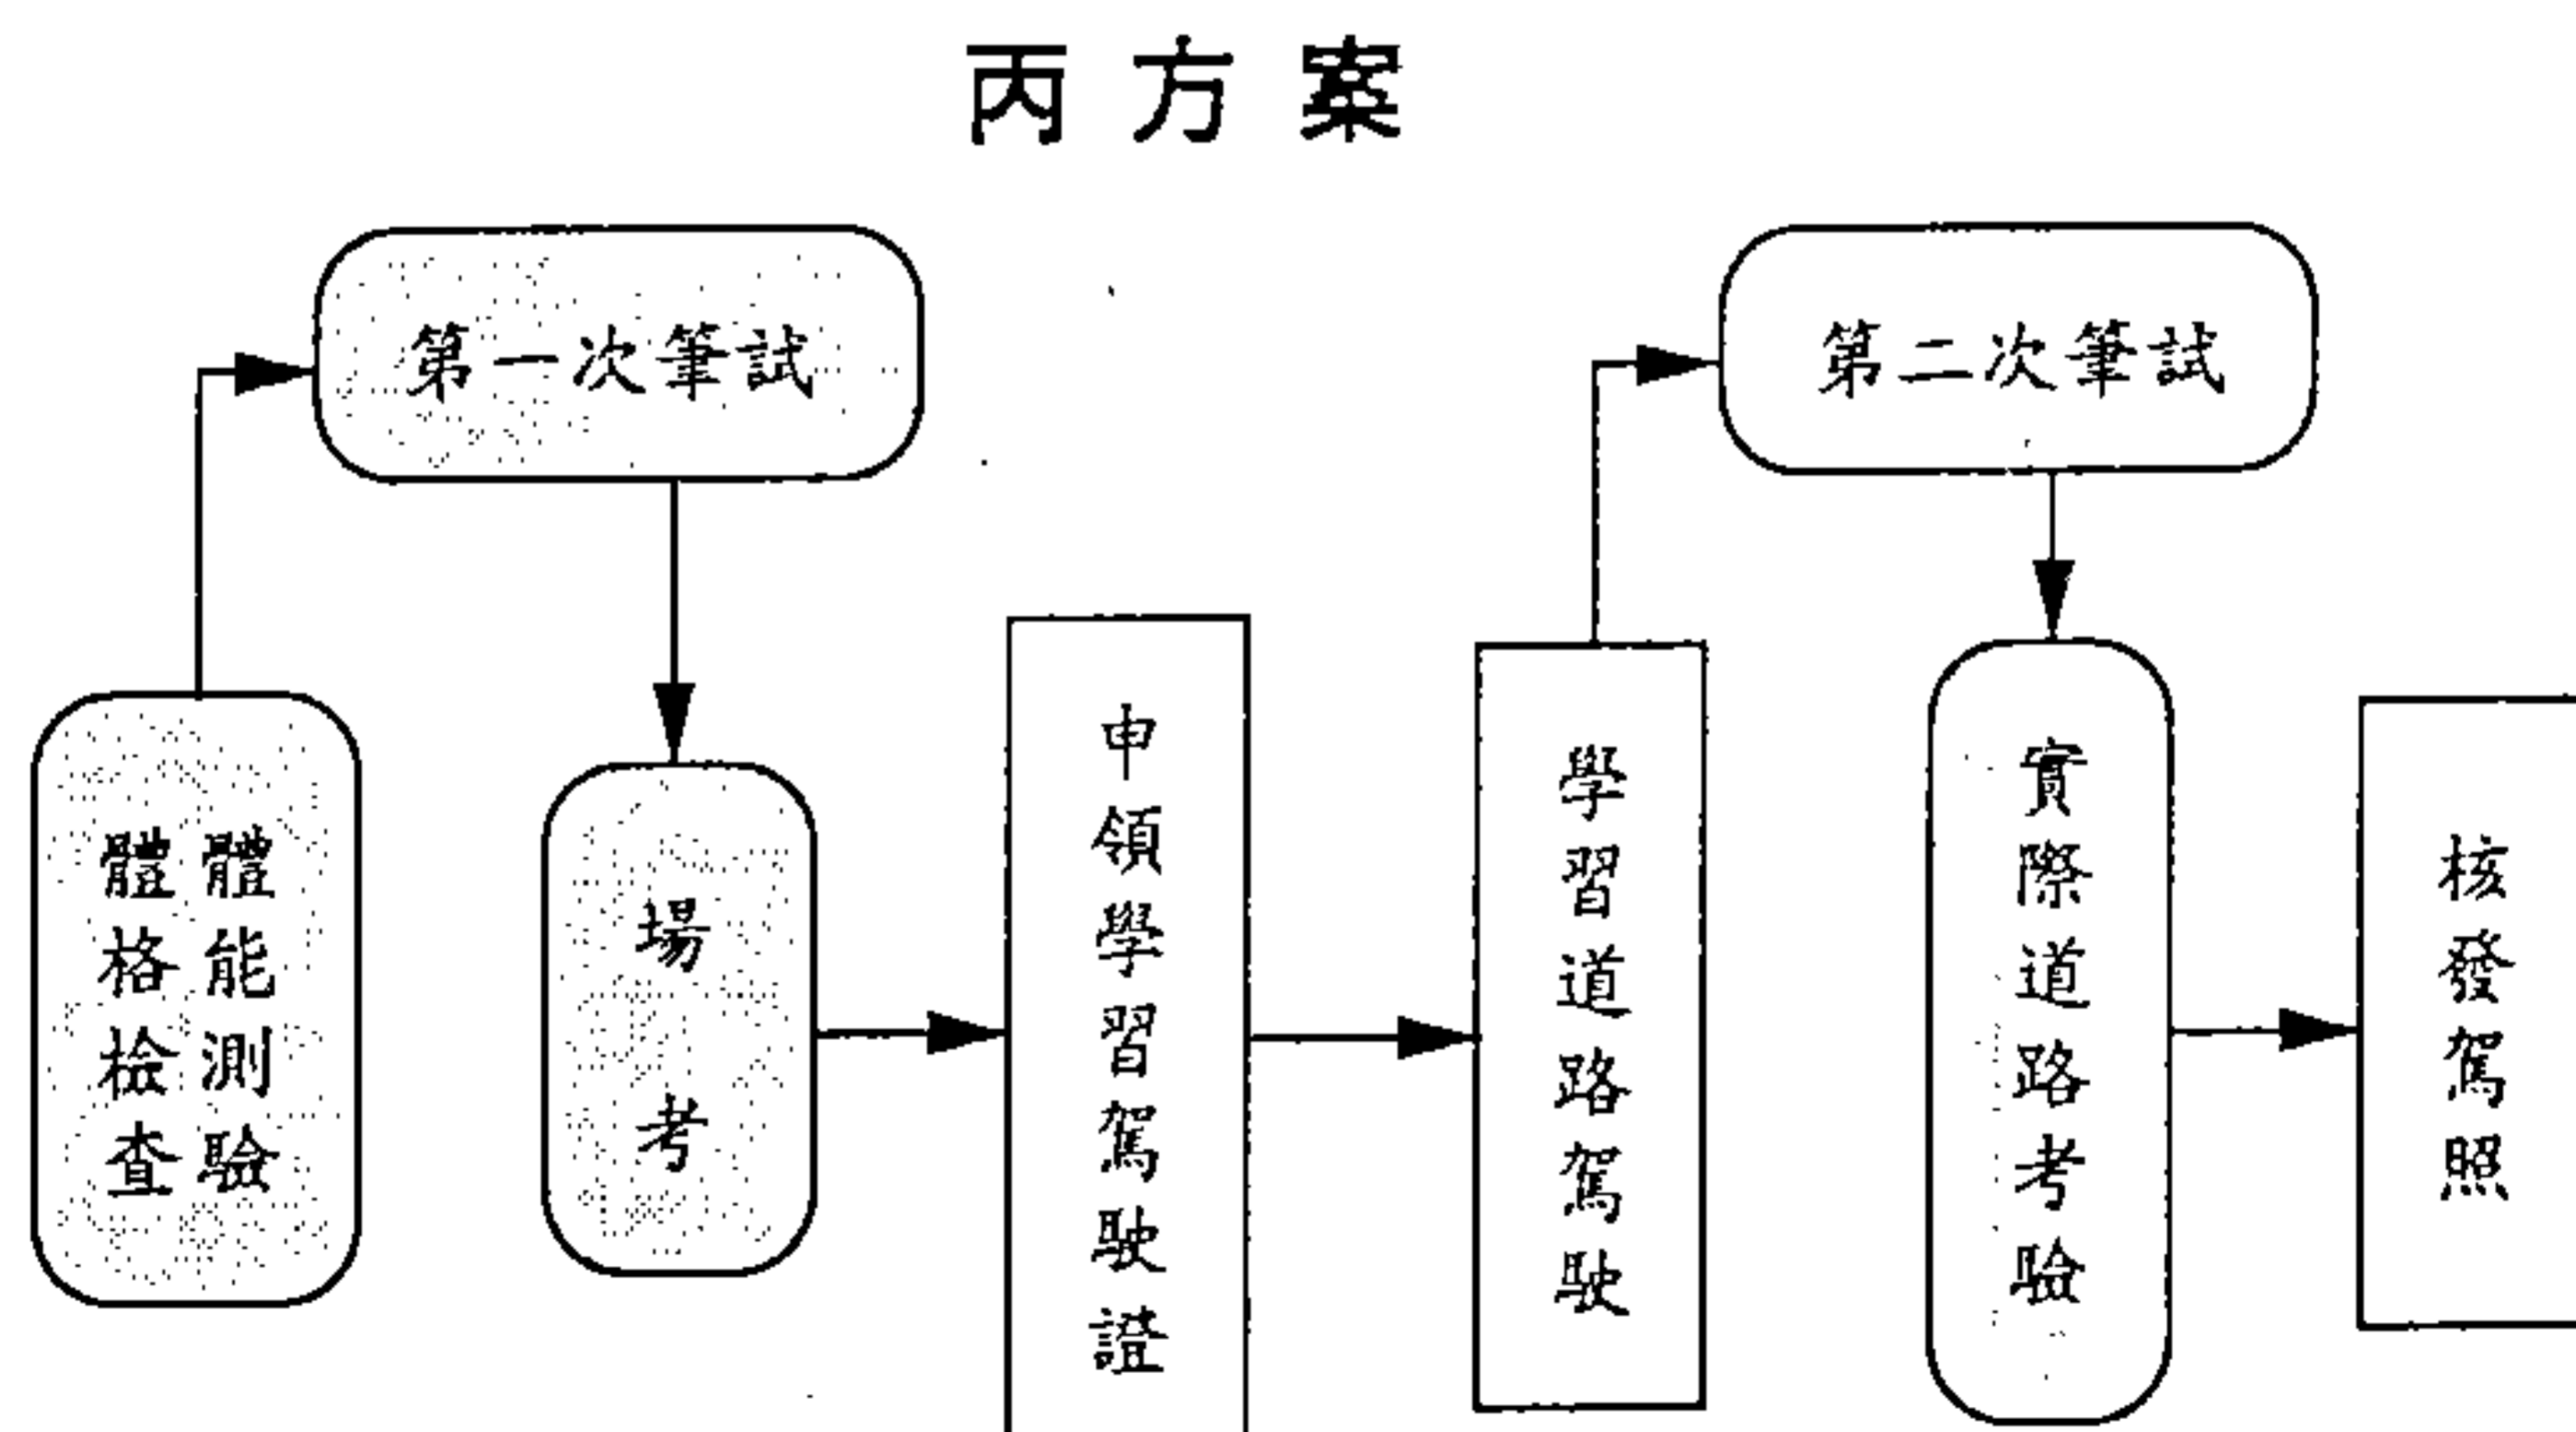 丙方案
第一次筆試
第二次筆試
體格檢查
體能測驗
場考
申領學習駕駛證
學習道路駕駛
實際道路考驗
核發駕照